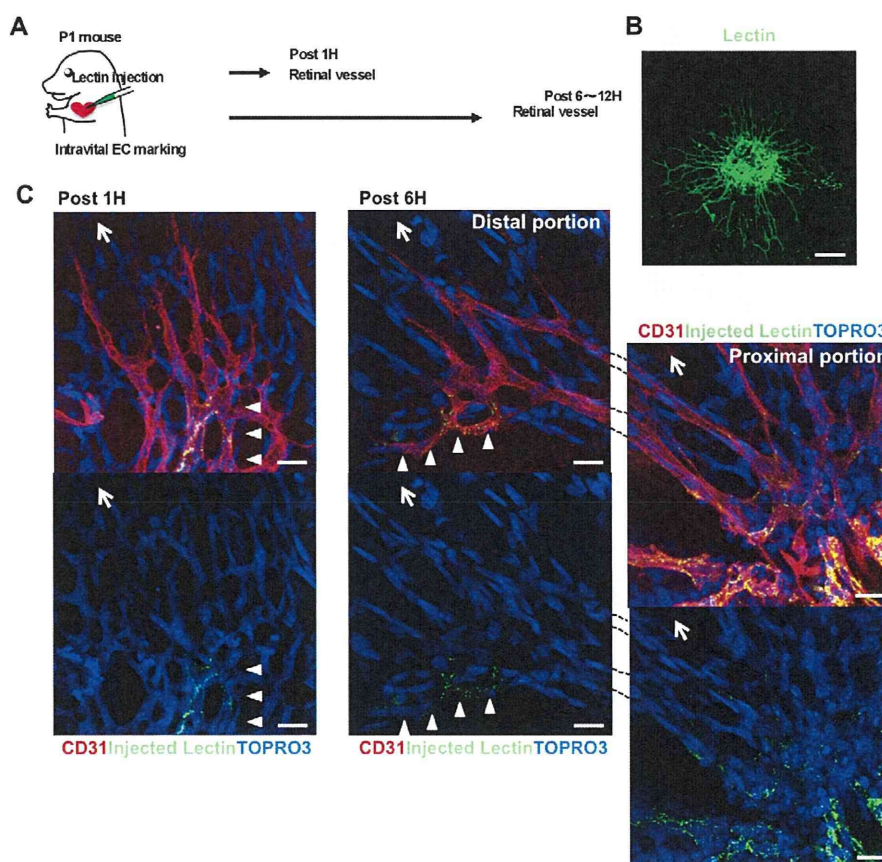 A
P1 mouse
Lectin injection
Intravital EC marking
Post 1H
Retinal vessel
Post 6～12H
Retinal vessel
B
Lectin
C
Post 1H
Post 6H
Distal portion
CD31Injected LectinTOPRO3
Proximal portion
CD31Injected LectinTOPRO3
CD31Injected LectinTOPRO3